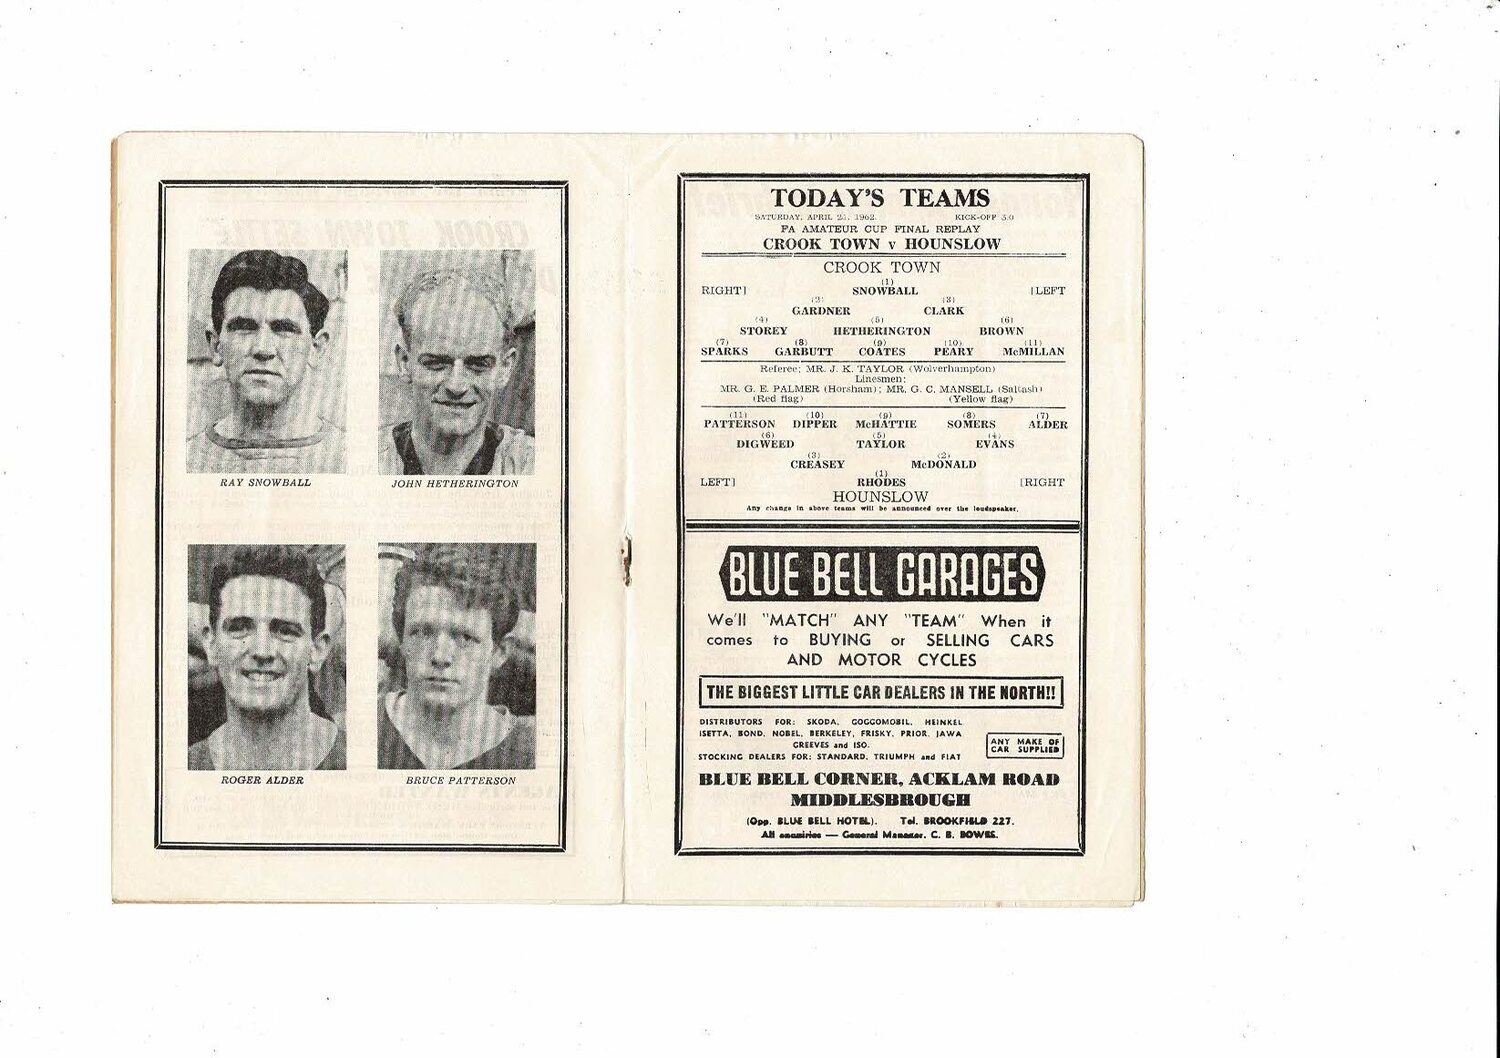 RAY SNOWBALL
JOHN HETHERINGTON
ROGER ALDER
BRUCE PATTERSON
TODAY'S TEAMS
SATURDAY, APRIL 21, 1962. KICK-OFF 3.0
FA AMATEUR CUP FINAL REPLAY
CROOK TOWN v HOUNSLOW
CROOK TOWN
(1)
RIGHT] SNOWBALL [LEFT
(2) (3)
GARDNER CLARK
(4) (5) (6)
STOREY HETHERINGTON BROWN
(7) (8) (9) (10) (11)
SPARKS GARBUTT COATES PEARY McMILLAN
Referee; MR. J. K. TAYLOR (Wolverhampton)
Linesmen;
MR. G. E. PALMER (Horsham); MR. G. C. MANSELL (Saltash)
(Red flag) (Yellow flag)
(11) (10) (9) (8) (7)
PATTERSON DIPPER McHATTIE SOMERS ALDER
(6) (5) (4)
DIGWEED TAYLOR EVANS
(3) (2)
CREASEY McDONALD
(1)
LEFT] RHODES [RIGHT
HOUNSLOW
Any change in above teams will be announced over the loudspeaker.
BLUE BELL GARAGES
We'll "MATCH" ANY "TEAM" When it
comes to BUYING or SELLING CARS
AND MOTOR CYCLES
THE BIGGEST LITTLE CAR DEALERS IN THE NORTH!!
DISTRIBUTORS FOR: SKODA, GOGGOMOBIL, HEINKEL
ISETTA, BOND, NOBEL, BERKELEY, FRISKY, PRIOR, JAWA
GREEVES and ISO.
STOCKING DEALERS FOR: STANDARD, TRIUMPH and FIAT
ANY MAKE OF
CAR SUPPLIED
BLUE BELL CORNER, ACKLAM ROAD
MIDDLESBROUGH
(Opp. BLUE BELL HOTEL). Tel. BROOKFIELD 227.
All enquiries — General Manager, C. B. BOWES.